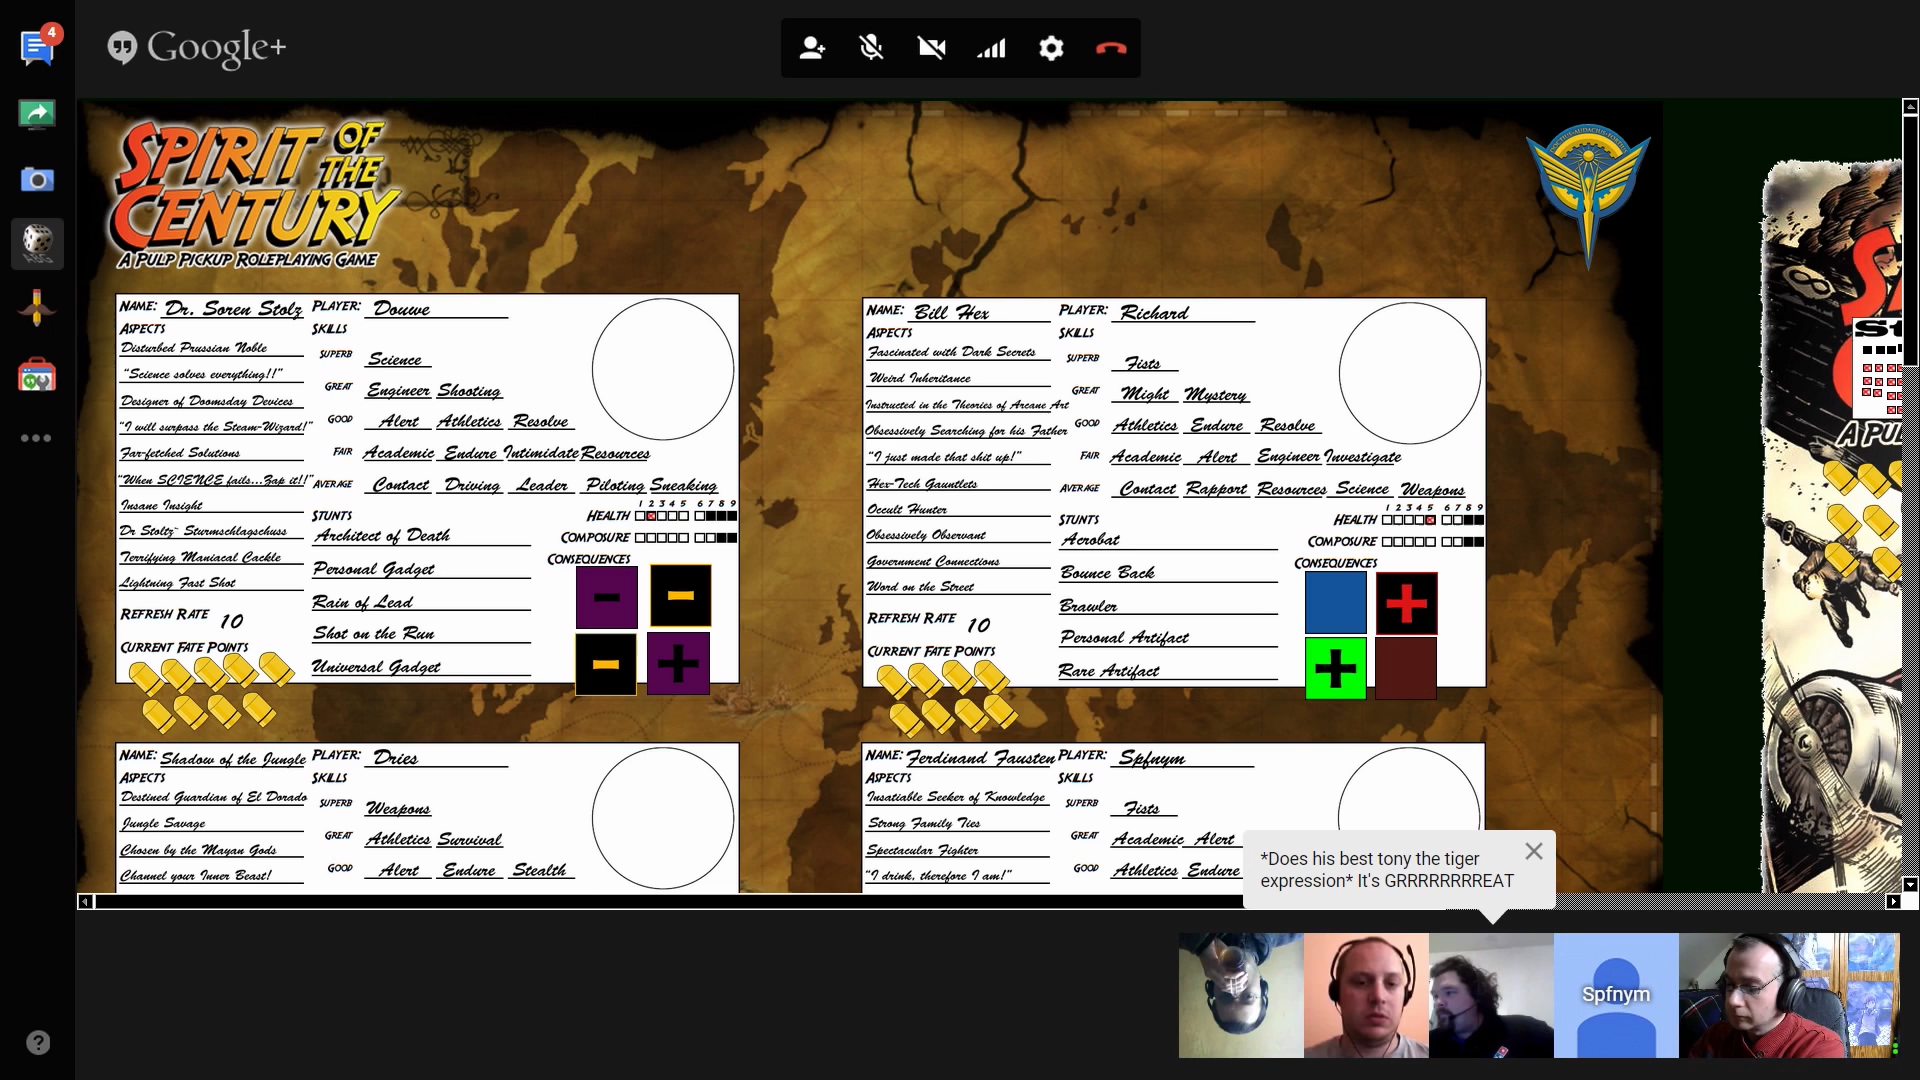 4
Google+
SPIRIT OF THE CENTURY
A PULP PICKUP ROLEPLAYING GAME
NAME: Dr. Soren Stolz PLAYER: Douwe
ASPECTS SKILLS
Disturbed Prussian Noble
"Science solves everything!!"
Designer of Doomsday Devices
"I will surpass the Steam-Wizard!"
Far-fetched Solutions
"When SCIENCE fails...Zap it!!"
Insane Insight
Dr Stoltz~ Sturmschlagschuss
Terrifying Maniacal Cackle
Lightning Fast Shot
REFRESH RATE 10
CURRENT FATE POINTS
SUPERB Science
GREAT Engineer Shooting
GOOD Alert Athletics Resolve
FAIR Academic Endure Intimidate Resources
AVERAGE Contact Driving Leader Piloting Sneaking
1 2 3 4 5 6 7 8 9
STUNTS HEALTH
Architect of Death COMPOSURE
CONSEQUENCES
Personal Gadget
Rain of Lead
Shot on the Run
Universal Gadget
NAME: Bill Hex PLAYER: Richard
ASPECTS SKILLS
Fascinated with Dark Secrets
Weird Inheritance
Instructed in the Theories of Arcane Art
Obsessively Searching for his Father
"I just made that shit up!"
Hex-Tech Gauntlets
Occult Hunter
Obsessively Observant
Government Connections
Word on the Street
REFRESH RATE 10
CURRENT FATE POINTS
SUPERB Fists
GREAT Might Mystery
GOOD Athletics Endure Resolve
FAIR Academic Alert Engineer Investigate
AVERAGE Contact Rapport Resources Science Weapons
1 2 3 4 5 6 7 8 9
STUNTS HEALTH
Acrobat COMPOSURE
CONSEQUENCES
Bounce Back
Brawler
Personal Artifact
Rare Artifact
NAME: Shadow of the Jungle PLAYER: Dries
ASPECTS SKILLS
Destined Guardian of El Dorado
Jungle Savage
Chosen by the Mayan Gods
Channel your Inner Beast!
SUPERB Weapons
GREAT Athletics Survival
GOOD Alert Endure Stealth
NAME: Ferdinand Fausten PLAYER: Spfnym
ASPECTS SKILLS
Insatiable Seeker of Knowledge
Strong Family Ties
Spectacular Fighter
"I drink, therefore I am!"
SUPERB Fists
GREAT Academic Alert
GOOD Athletics Endure
A PU
*Does his best tony the tiger
expression* It's GRRRRRRRREAT
Spfnym
?